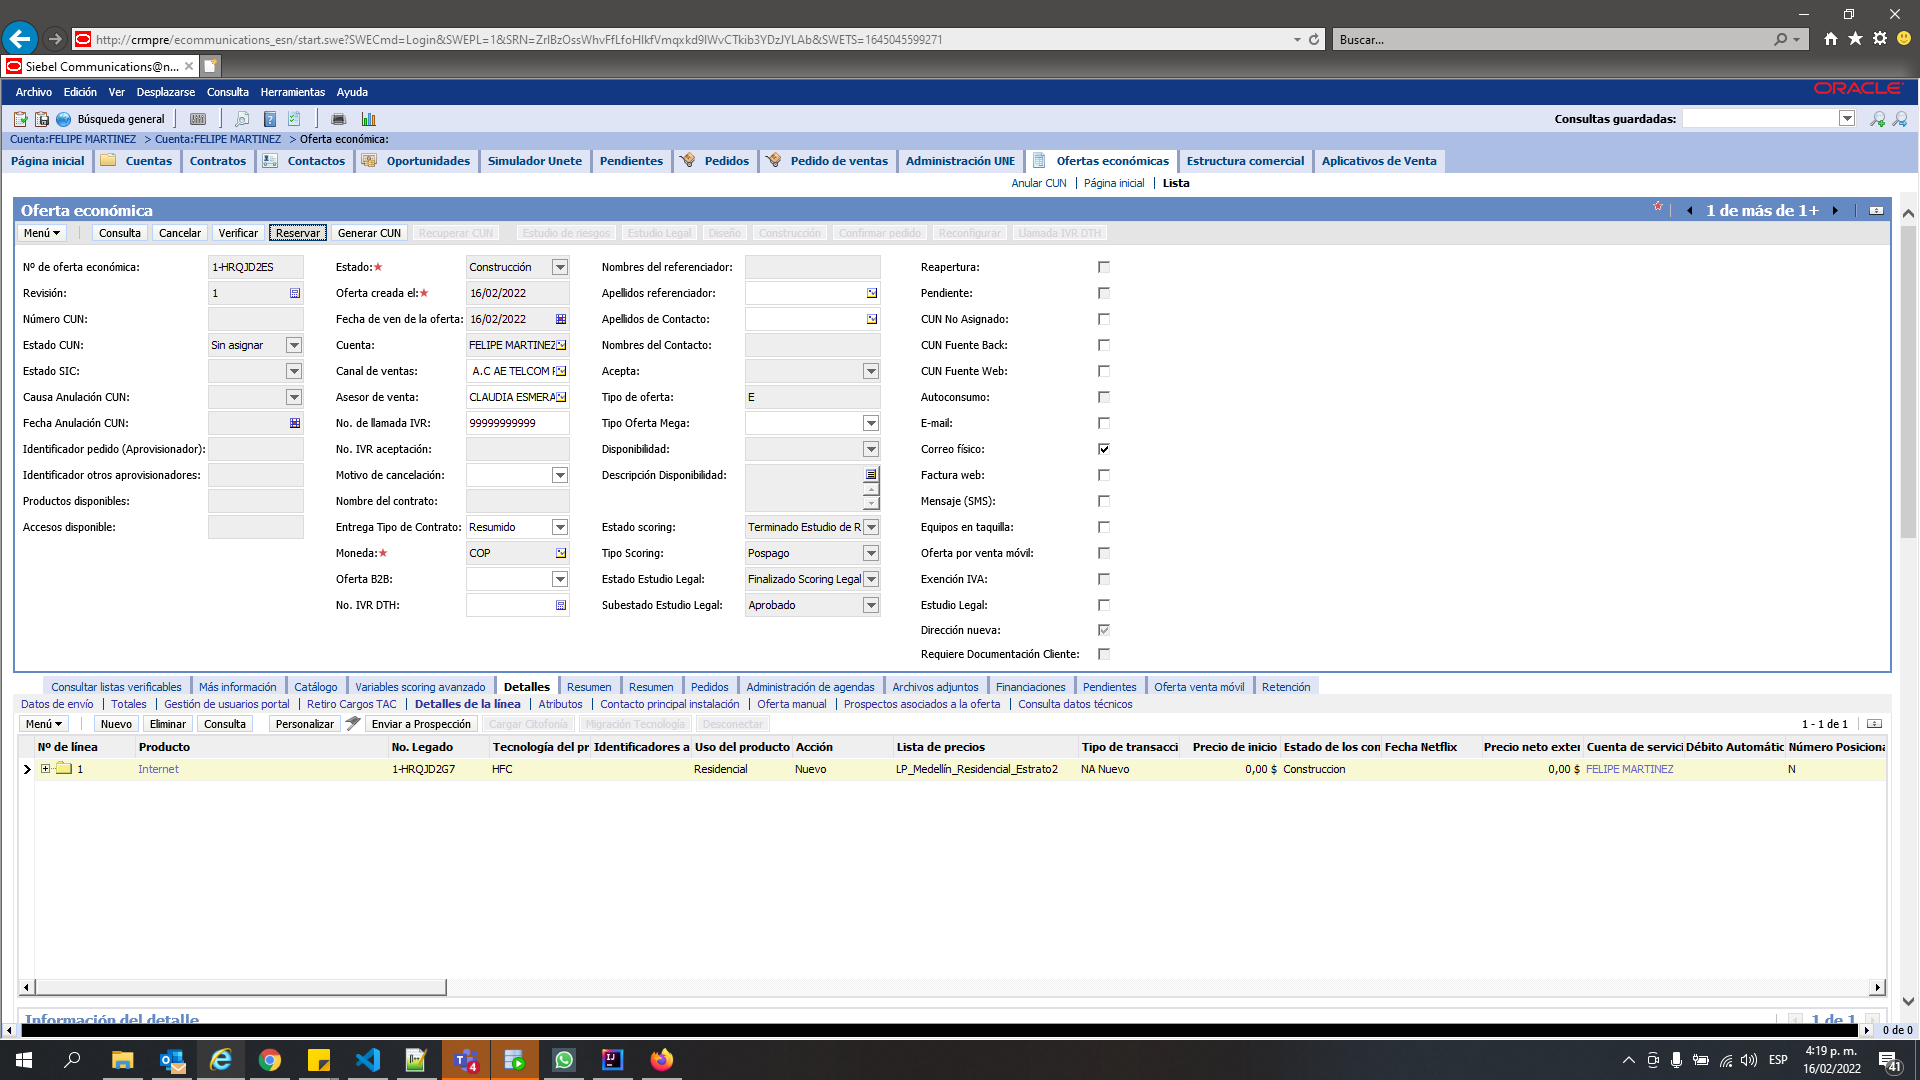 http://crmpre/ecommunications_esn/start.swe?SWECmd=Login&SWEPL=1&SRN=ZrlBzOssWhvFfLfoHlkfVmqxkd9lWvCTkib3YDzJYLAb&SWETS=1645045599271
Buscar...
Siebel Communications@n...
Archivo Edición Ver Desplazarse Consulta Herramientas Ayuda
ORACLE
Búsqueda general
Consultas guardadas:
Cuenta:FELIPE MARTINEZ > Cuenta:FELIPE MARTINEZ > Oferta económica:
Página inicial Cuentas Contratos Contactos Oportunidades Simulador Unete Pendientes Pedidos Pedido de ventas Administración UNE Ofertas económicas Estructura comercial Aplicativos de Venta
Anular CUN | Página inicial | Lista
Oferta económica
1 de más de 1+
Menú Consulta Cancelar Verificar Reservar Generar CUN Recuperar CUN Estudio de riesgos Estudio Legal Diseño Construcción Confirmar pedido Reconfigurar Llamada IVR DTH
Nº de oferta económica: 1-HRQJD2ES Estado:★ Construcción Nombres del referenciador: Reapertura:
Revisión: 1 Oferta creada el:★ 16/02/2022 Apellidos referenciador: Pendiente:
Número CUN: Fecha de ven de la oferta: 16/02/2022 Apellidos de Contacto: CUN No Asignado:
Estado CUN: Sin asignar Cuenta: FELIPE MARTINEZ Nombres del Contacto: CUN Fuente Back:
Estado SIC: Canal de ventas: A.C AE TELCOM F Acepta: CUN Fuente Web:
Causa Anulación CUN: Asesor de venta: CLAUDIA ESMERA Tipo de oferta: E Autoconsumo:
Fecha Anulación CUN: No. de llamada IVR: 99999999999 Tipo Oferta Mega: E-mail:
Identificador pedido (Aprovisionador): No. IVR aceptación: Disponibilidad: Correo físico:
Identificador otros aprovisionadores: Motivo de cancelación: Descripción Disponibilidad: Factura web:
Productos disponibles: Nombre del contrato: Mensaje (SMS):
Accesos disponible: Entrega Tipo de Contrato: Resumido Estado scoring: Terminado Estudio de R Equipos en taquilla:
Moneda:★ COP Tipo Scoring: Pospago Oferta por venta móvil:
Oferta B2B: Estado Estudio Legal: Finalizado Scoring Legal Exención IVA:
No. IVR DTH: Subestado Estudio Legal: Aprobado Estudio Legal:
Dirección nueva:
Requiere Documentación Cliente:
Consultar listas verificables Más información Catálogo Variables scoring avanzado Detalles Resumen Resumen Pedidos Administración de agendas Archivos adjuntos Financiaciones Pendientes Oferta venta móvil Retención
Datos de envío | Totales | Gestión de usuarios portal | Retiro Cargos TAC | Detalles de la línea | Atributos | Contacto principal instalación | Oferta manual | Prospectos asociados a la oferta | Consulta datos técnicos
Menú Nuevo Eliminar Consulta Personalizar Enviar a Prospección Cargar Citofonía Migración Tecnología Desconectar 1 - 1 de 1
Nº de línea Producto No. Legado Tecnología del pr Identificadores a Uso del producto Acción Lista de precios Tipo de transacci Precio de inicio Estado de los con Fecha Netflix Precio neto exter Cuenta de servici Débito Automátic Número Posiciona
1 Internet 1-HRQJD2G7 HFC Residencial Nuevo LP_Medellín_Residencial_Estrato2 NA Nuevo 0,00 $ Construccion 0,00 $ FELIPE MARTINEZ N
Información del detalle 1 de 1
0 de 0
4
ESP
4:19 p. m.
16/02/2022
41